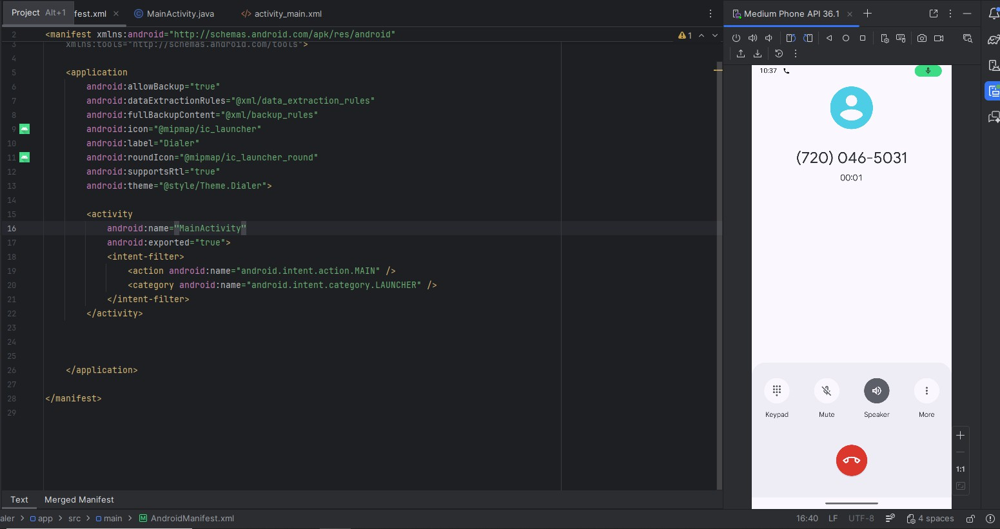 Project Alt+1
fest.xml
MainActivity.java
activity_main.xml
Medium Phone API 36.1
2 <manifest xmlns:android="http://schemas.android.com/apk/res/android"
1
3 xmlns:tools="http://schemas.android.com/tools">
4
5 <application
6 android:allowBackup="true"
7 android:dataExtractionRules="@xml/data_extraction_rules"
8 android:fullBackupContent="@xml/backup_rules"
9 android:icon="@mipmap/ic_launcher"
10 android:label="Dialer"
11 android:roundIcon="@mipmap/ic_launcher_round"
12 android:supportsRtl="true"
13 android:theme="@style/Theme.Dialer">
14
15 <activity
16 android:name="MainActivity"
17 android:exported="true">
18 <intent-filter>
19 <action android:name="android.intent.action.MAIN" />
20 <category android:name="android.intent.category.LAUNCHER" />
21 </intent-filter>
22 </activity>
23
24
25
26 </application>
27
28 </manifest>
29
10:37
(720) 046-5031
00:01
Keypad
Mute
Speaker
More
1:1
Text
Merged Manifest
aler > app > src > main > AndroidManifest.xml
16:40
LF
UTF-8
4 spaces